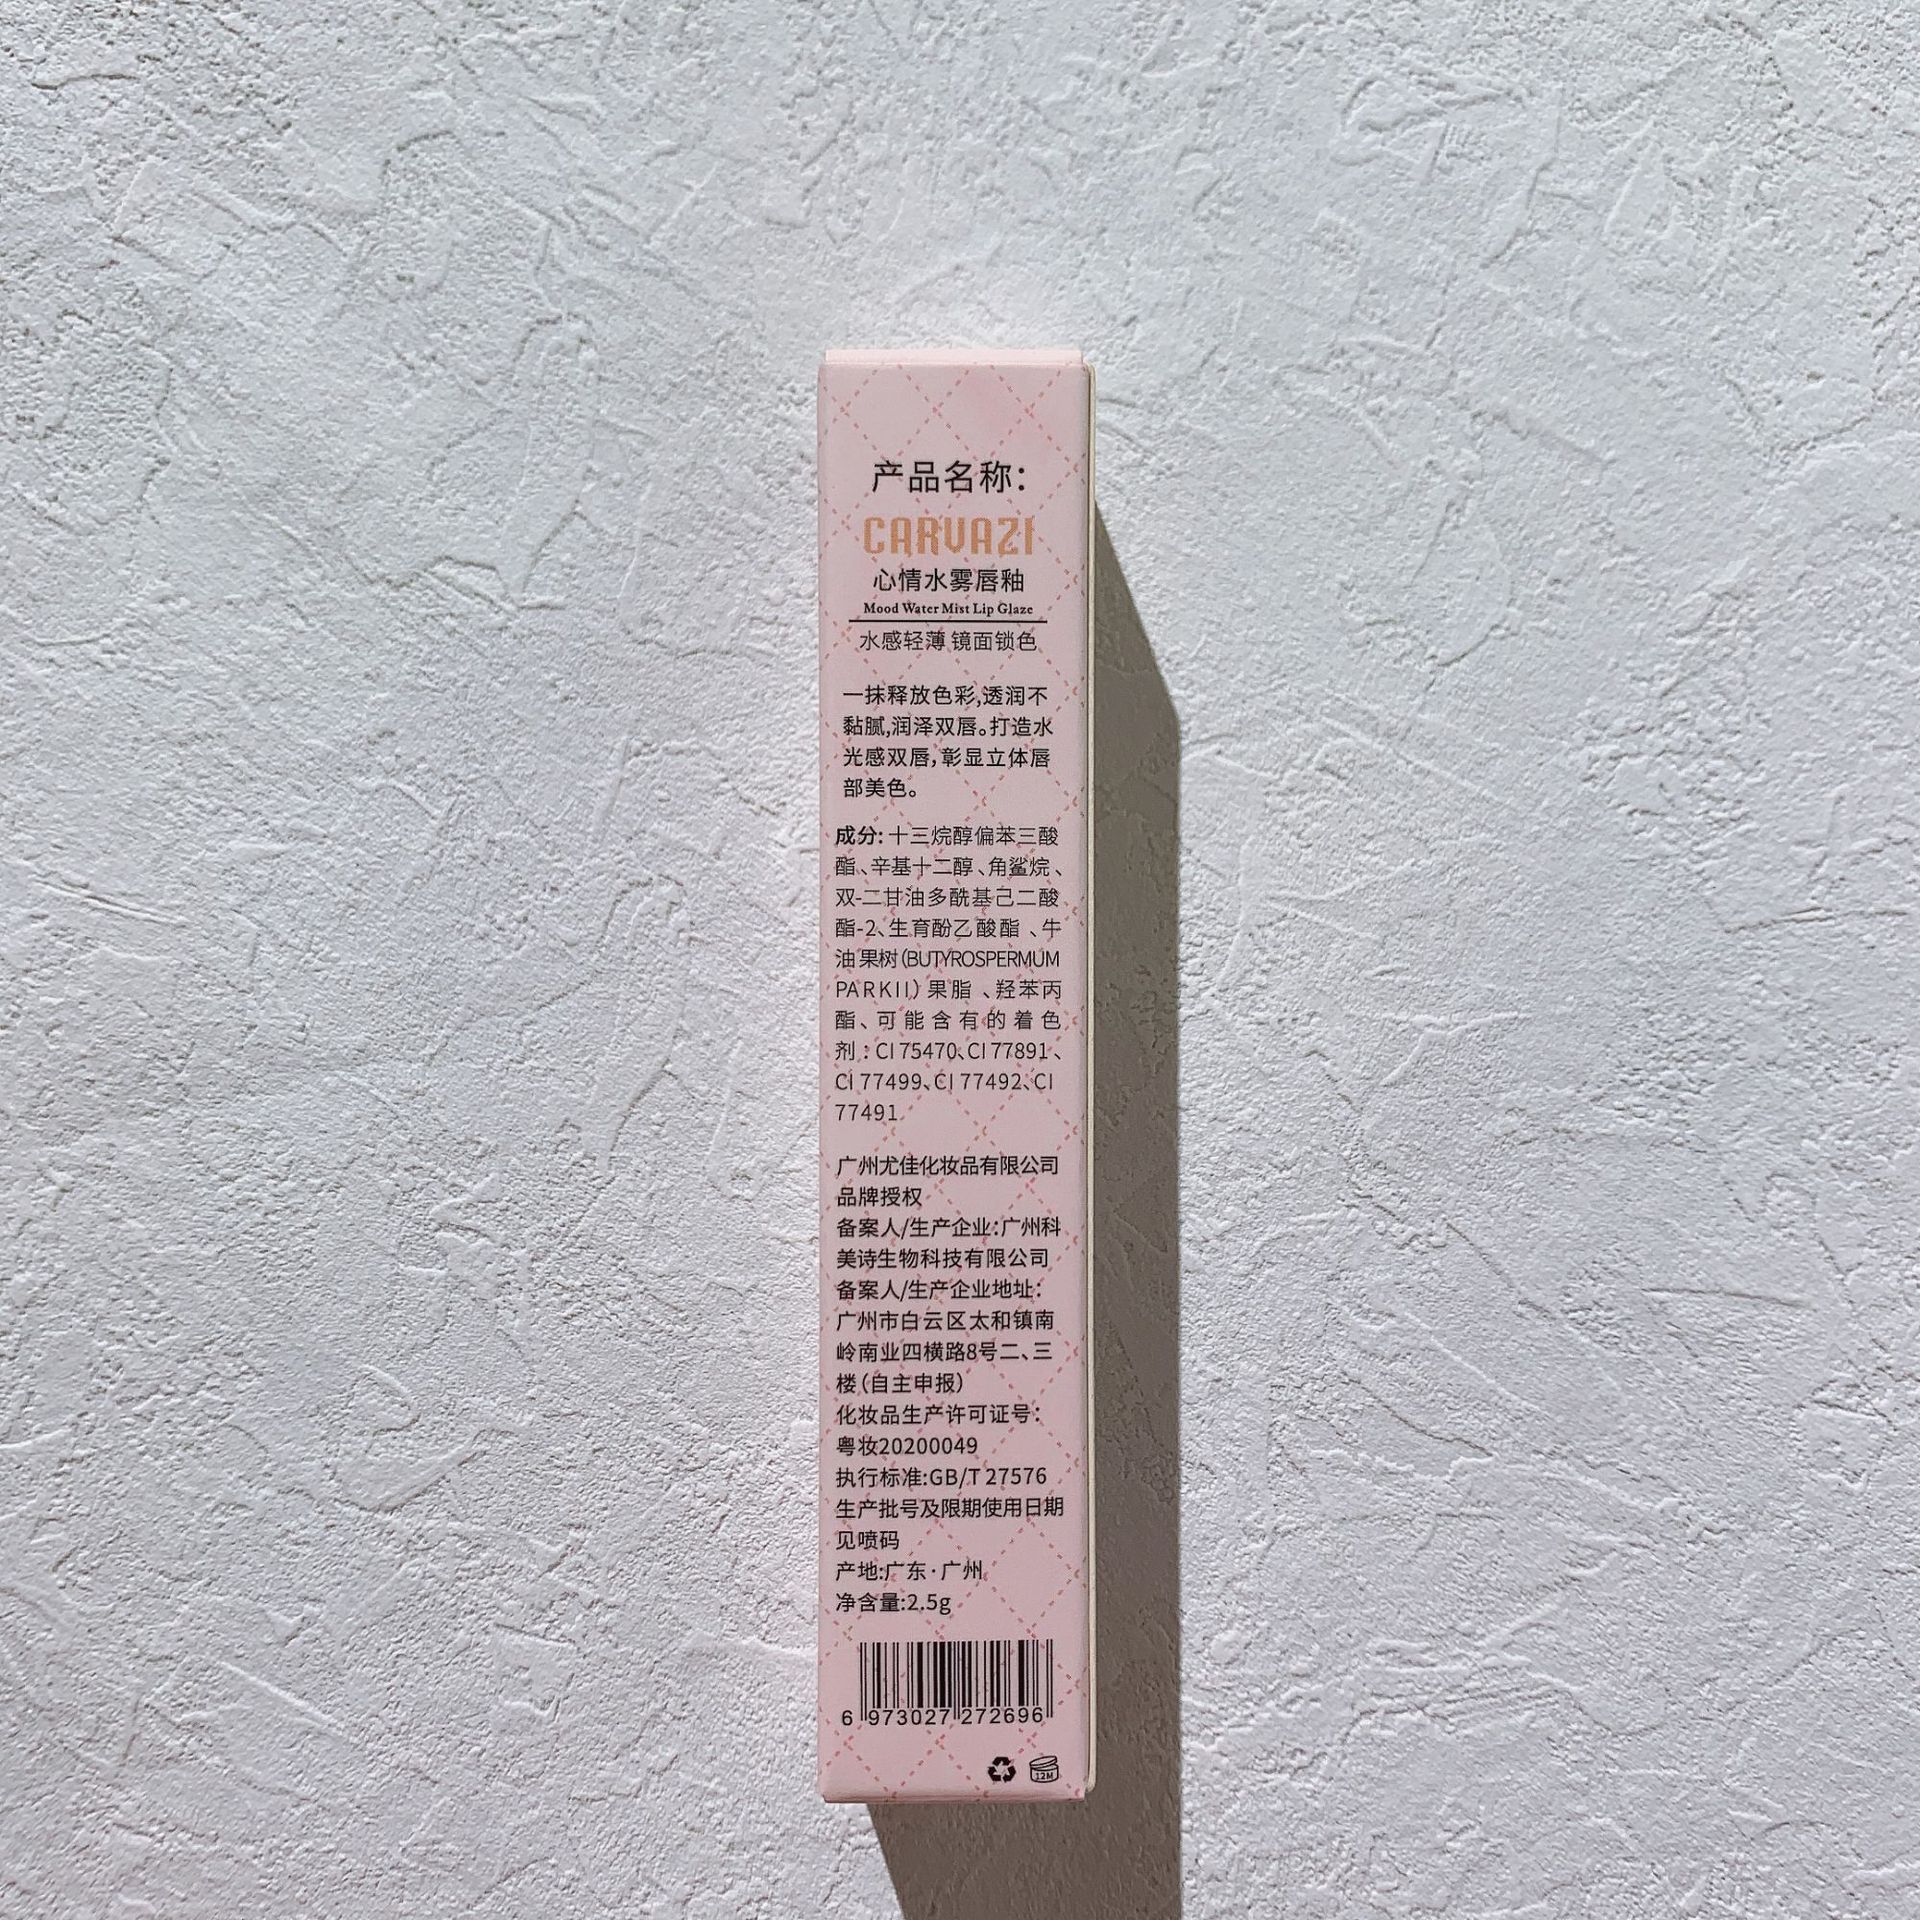 产品名称:
CARVAZI
心情水雾唇釉
Mood Water Mist Lip Glaze
水感轻薄 镜面锁色
一抹释放色彩,透润不
黏腻,润泽双唇。打造水
光感双唇,彰显立体唇
部美色。
成分: 十三烷醇偏苯三酸
酯、辛基十二醇、角鲨烷、
双-二甘油多酰基己二酸
酯-2、生育酚乙酸酯、牛
油果树(BUTYROSPERMUM
PARKII)果脂、羟苯丙
酯、可能含有的着色
剂:CI 75470、CI 77891、
CI 77499、CI 77492、CI
77491
广州尤佳化妆品有限公司
品牌授权
备案人/生产企业:广州科
美诗生物科技有限公司
备案人/生产企业地址:
广州市白云区太和镇南
岭南业四横路8号二、三
楼(自主申报)
化妆品生产许可证号:
粤妆20200049
执行标准:GB/T 27576
生产批号及限期使用日期
见喷码
产地:广东·广州
净含量:2.5g
6 973027 272696
12M